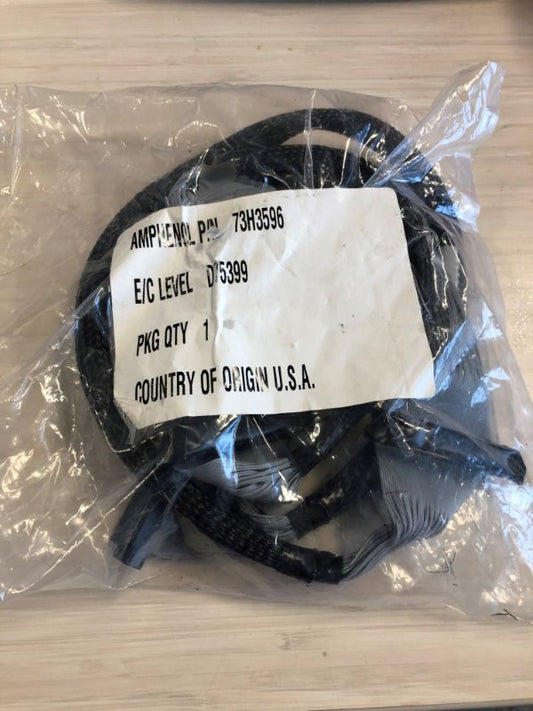 AMPHENOL P/N 73H3596
E/C LEVEL D75399
PKG QTY 1
COUNTRY OF ORIGIN U.S.A.